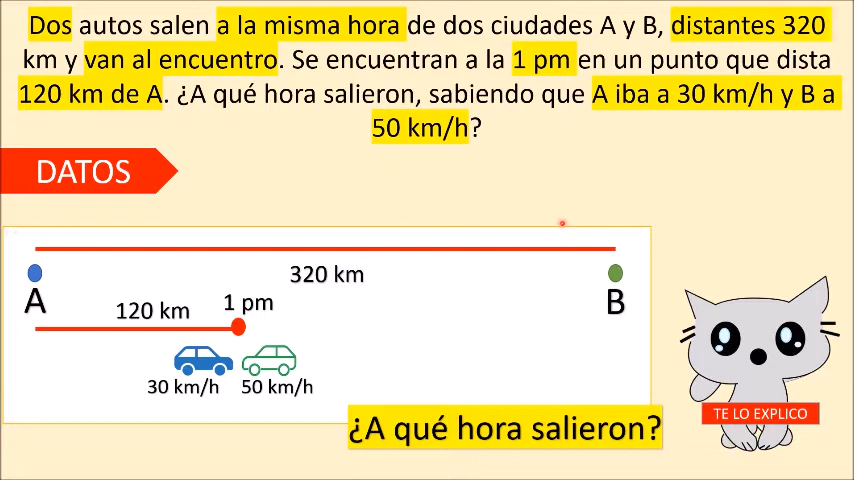 Dos autos salen a la misma hora de dos ciudades A y B, distantes 320
km y van al encuentro. Se encuentran a la 1 pm en un punto que dista
120 km de A. ¿A qué hora salieron, sabiendo que A iba a 30 km/h y B a
50 km/h?
DATOS
320 km
A
B
120 km
1 pm
30 km/h
50 km/h
¿A qué hora salieron?
TE LO EXPLICO